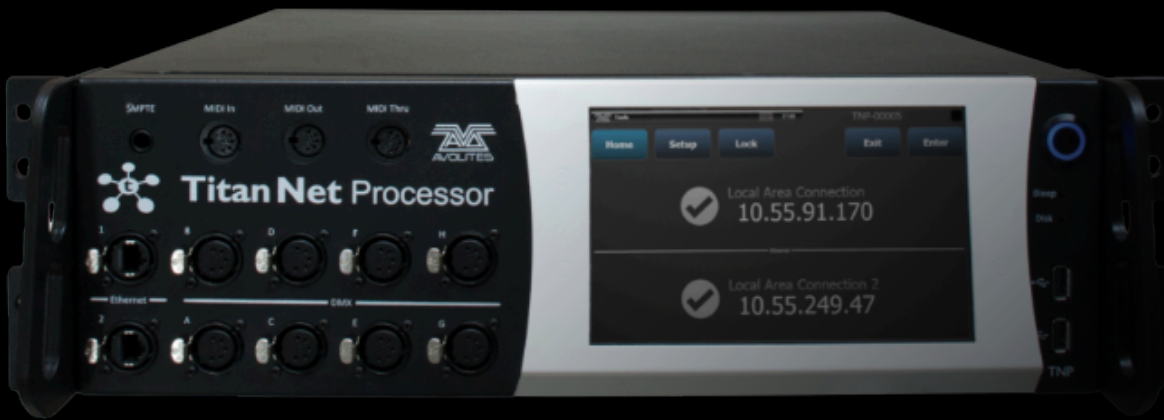 SMPTE MIDI In MIDI Out MIDI Thru
AVOLITES
Titan Net Processor
1 B D F H
Ethernet DMX
2 A C E G
Tools
TNP-00005
Home Setup Lock Exit Enter
Local Area Connection
10.55.91.170
Local Area Connection 2
10.55.249.47
Sleep
Disk
TNP